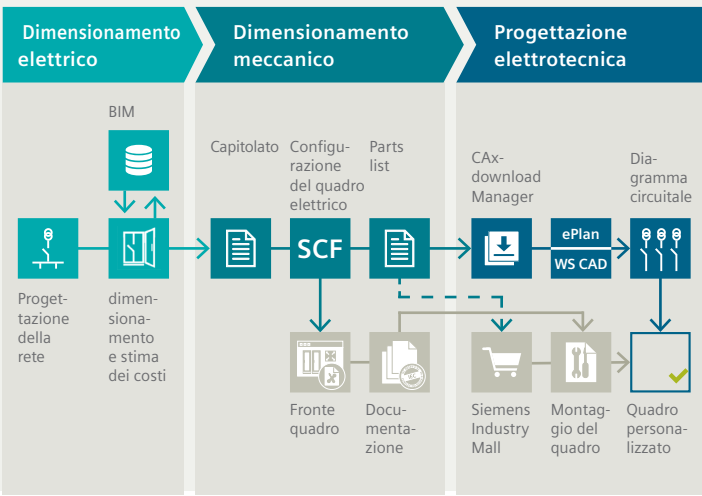 Dimensionamento
elettrico
Dimensionamento
meccanico
Progettazione
elettrotecnica
BIM
Proget-
tazione
della
rete
dimen-
sioname-
mento
e stima
dei costi
Capitolato
Configu-
razione
del quadro
elettrico
Parts
list
SCF
Fronte
quadro
Docu-
menta-
zione
CAx-
download
Manager
ePlan
WS CAD
Dia-
gramma
circuitale
Siemens
Industry
Mall
Montag-
gio del
quadro
Quadro
persona-
lizzato